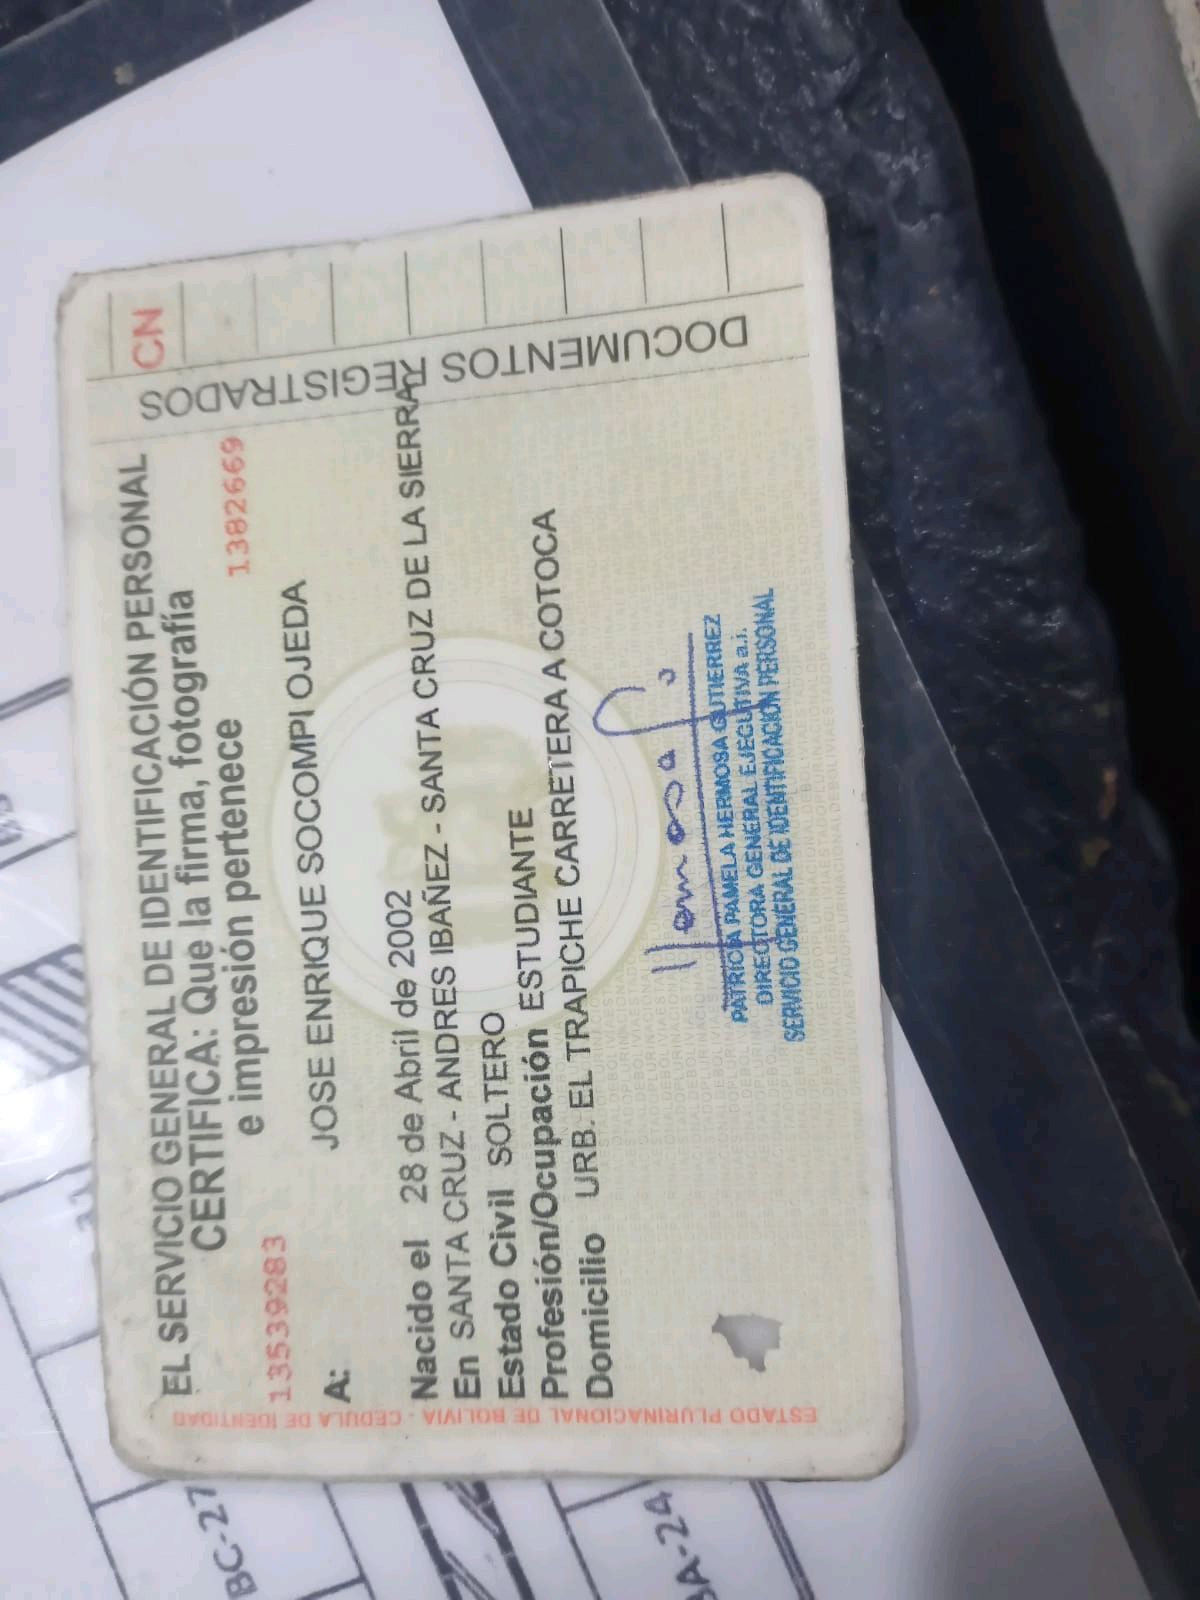 EL SERVICIO GENERAL DE IDENTIFICACIÓN PERSONAL
CERTIFICA: Que la firma, fotografía
e impresión pertenece
13539283
1382669
A:
JOSE ENRIQUE SOCOMPI OJEDA
Nacido el 28 de Abril de 2002
En SANTA CRUZ - ANDRES IBAÑEZ - SANTA CRUZ DE LA SIERRA
Estado Civil SOLTERO
Profesión/Ocupación ESTUDIANTE
Domicilio URB. EL TRAPICHE CARRETERA A COTOCA
PATRICIA PAMELA HERMOSA GUTIERREZ
DIRECTORA GENERAL EJECUTIVA a.i.
SERVICIO GENERAL DE IDENTIFICACIÓN PERSONAL
DOCUMENTOS REGISTRADOS
CN
ESTADO PLURINACIONAL DE BOLIVIA - CEDULA DE IDENTIDAD
BC-27
BA-24